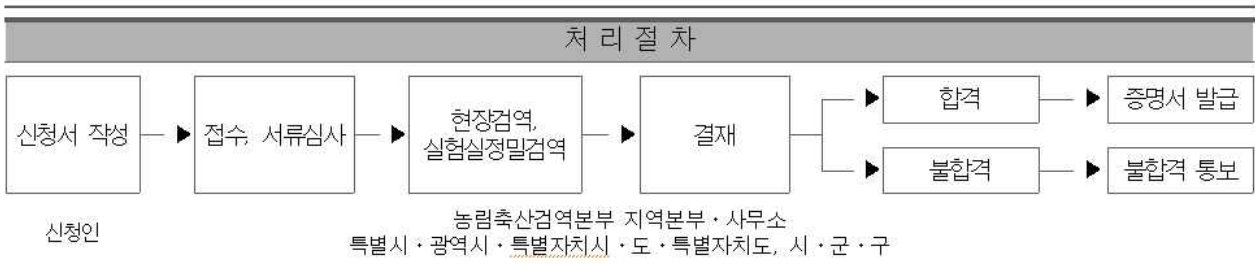 처 리 절 차
신청서 작성
접수, 서류심사
현장검역,
실험실정밀검역
결재
합격
증명서 발급
불합격
불합격 통보
신청인
농림축산검역본부 지역본부・사무소
특별시・광역시・특별자치시・도・특별자치도, 시・군・구